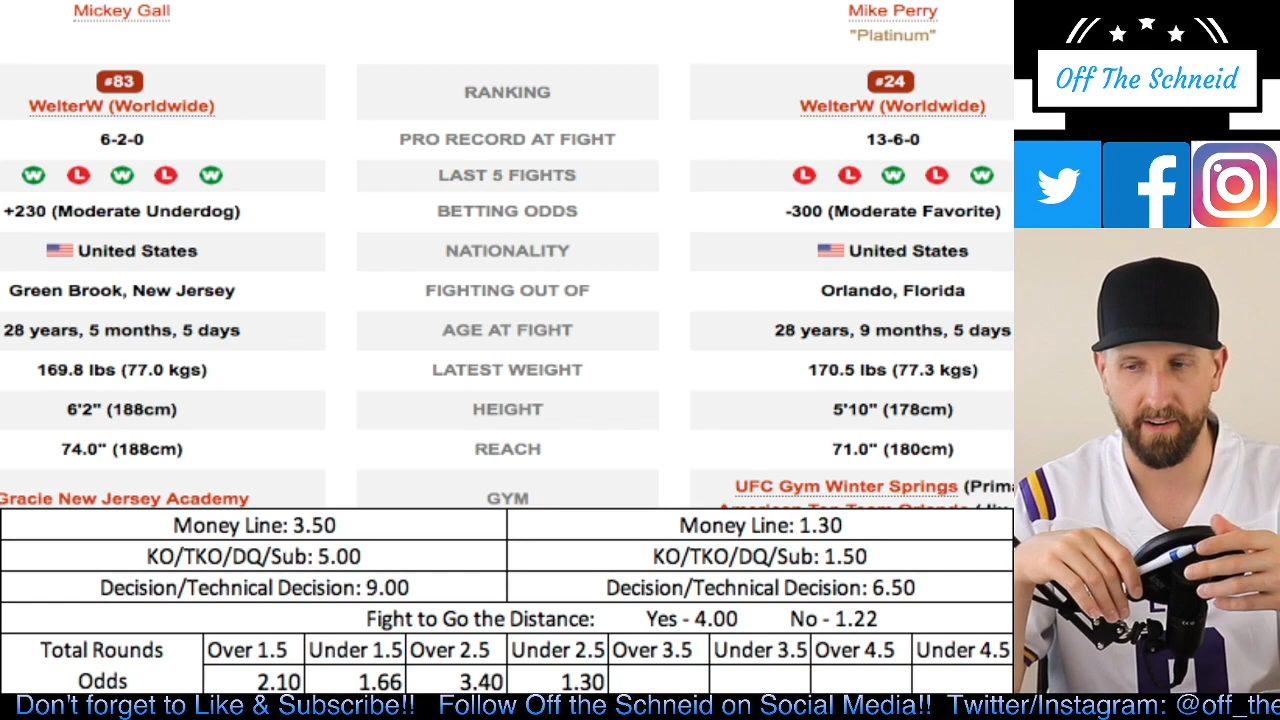 Mickey Gall
Mike Perry
"Platinum"
#83
WelterW (Worldwide)
RANKING
#24
WelterW (Worldwide)
6-2-0
PRO RECORD AT FIGHT
13-6-0
W L W L W
LAST 5 FIGHTS
L L W L W
+230 (Moderate Underdog)
BETTING ODDS
-300 (Moderate Favorite)
United States
NATIONALITY
United States
Green Brook, New Jersey
FIGHTING OUT OF
Orlando, Florida
28 years, 5 months, 5 days
AGE AT FIGHT
28 years, 9 months, 5 days
169.8 lbs (77.0 kgs)
LATEST WEIGHT
170.5 lbs (77.3 kgs)
6'2" (188cm)
HEIGHT
5'10" (178cm)
74.0" (188cm)
REACH
71.0" (180cm)
Gracie New Jersey Academy
GYM
UFC Gym Winter Springs (Prima
Money Line: 3.50
Money Line: 1.30
KO/TKO/DQ/Sub: 5.00
KO/TKO/DQ/Sub: 1.50
Decision/Technical Decision: 9.00
Decision/Technical Decision: 6.50
Fight to Go the Distance: Yes - 4.00 No - 1.22
Total Rounds Over 1.5 Under 1.5 Over 2.5 Under 2.5 Over 3.5 Under 3.5 Over 4.5 Under 4.5
Odds 2.10 1.66 3.40 1.30
Off The Schneid
f
Don't forget to Like & Subscribe!! Follow Off the Schneid on Social Media!! Twitter/Instagram: @off_the